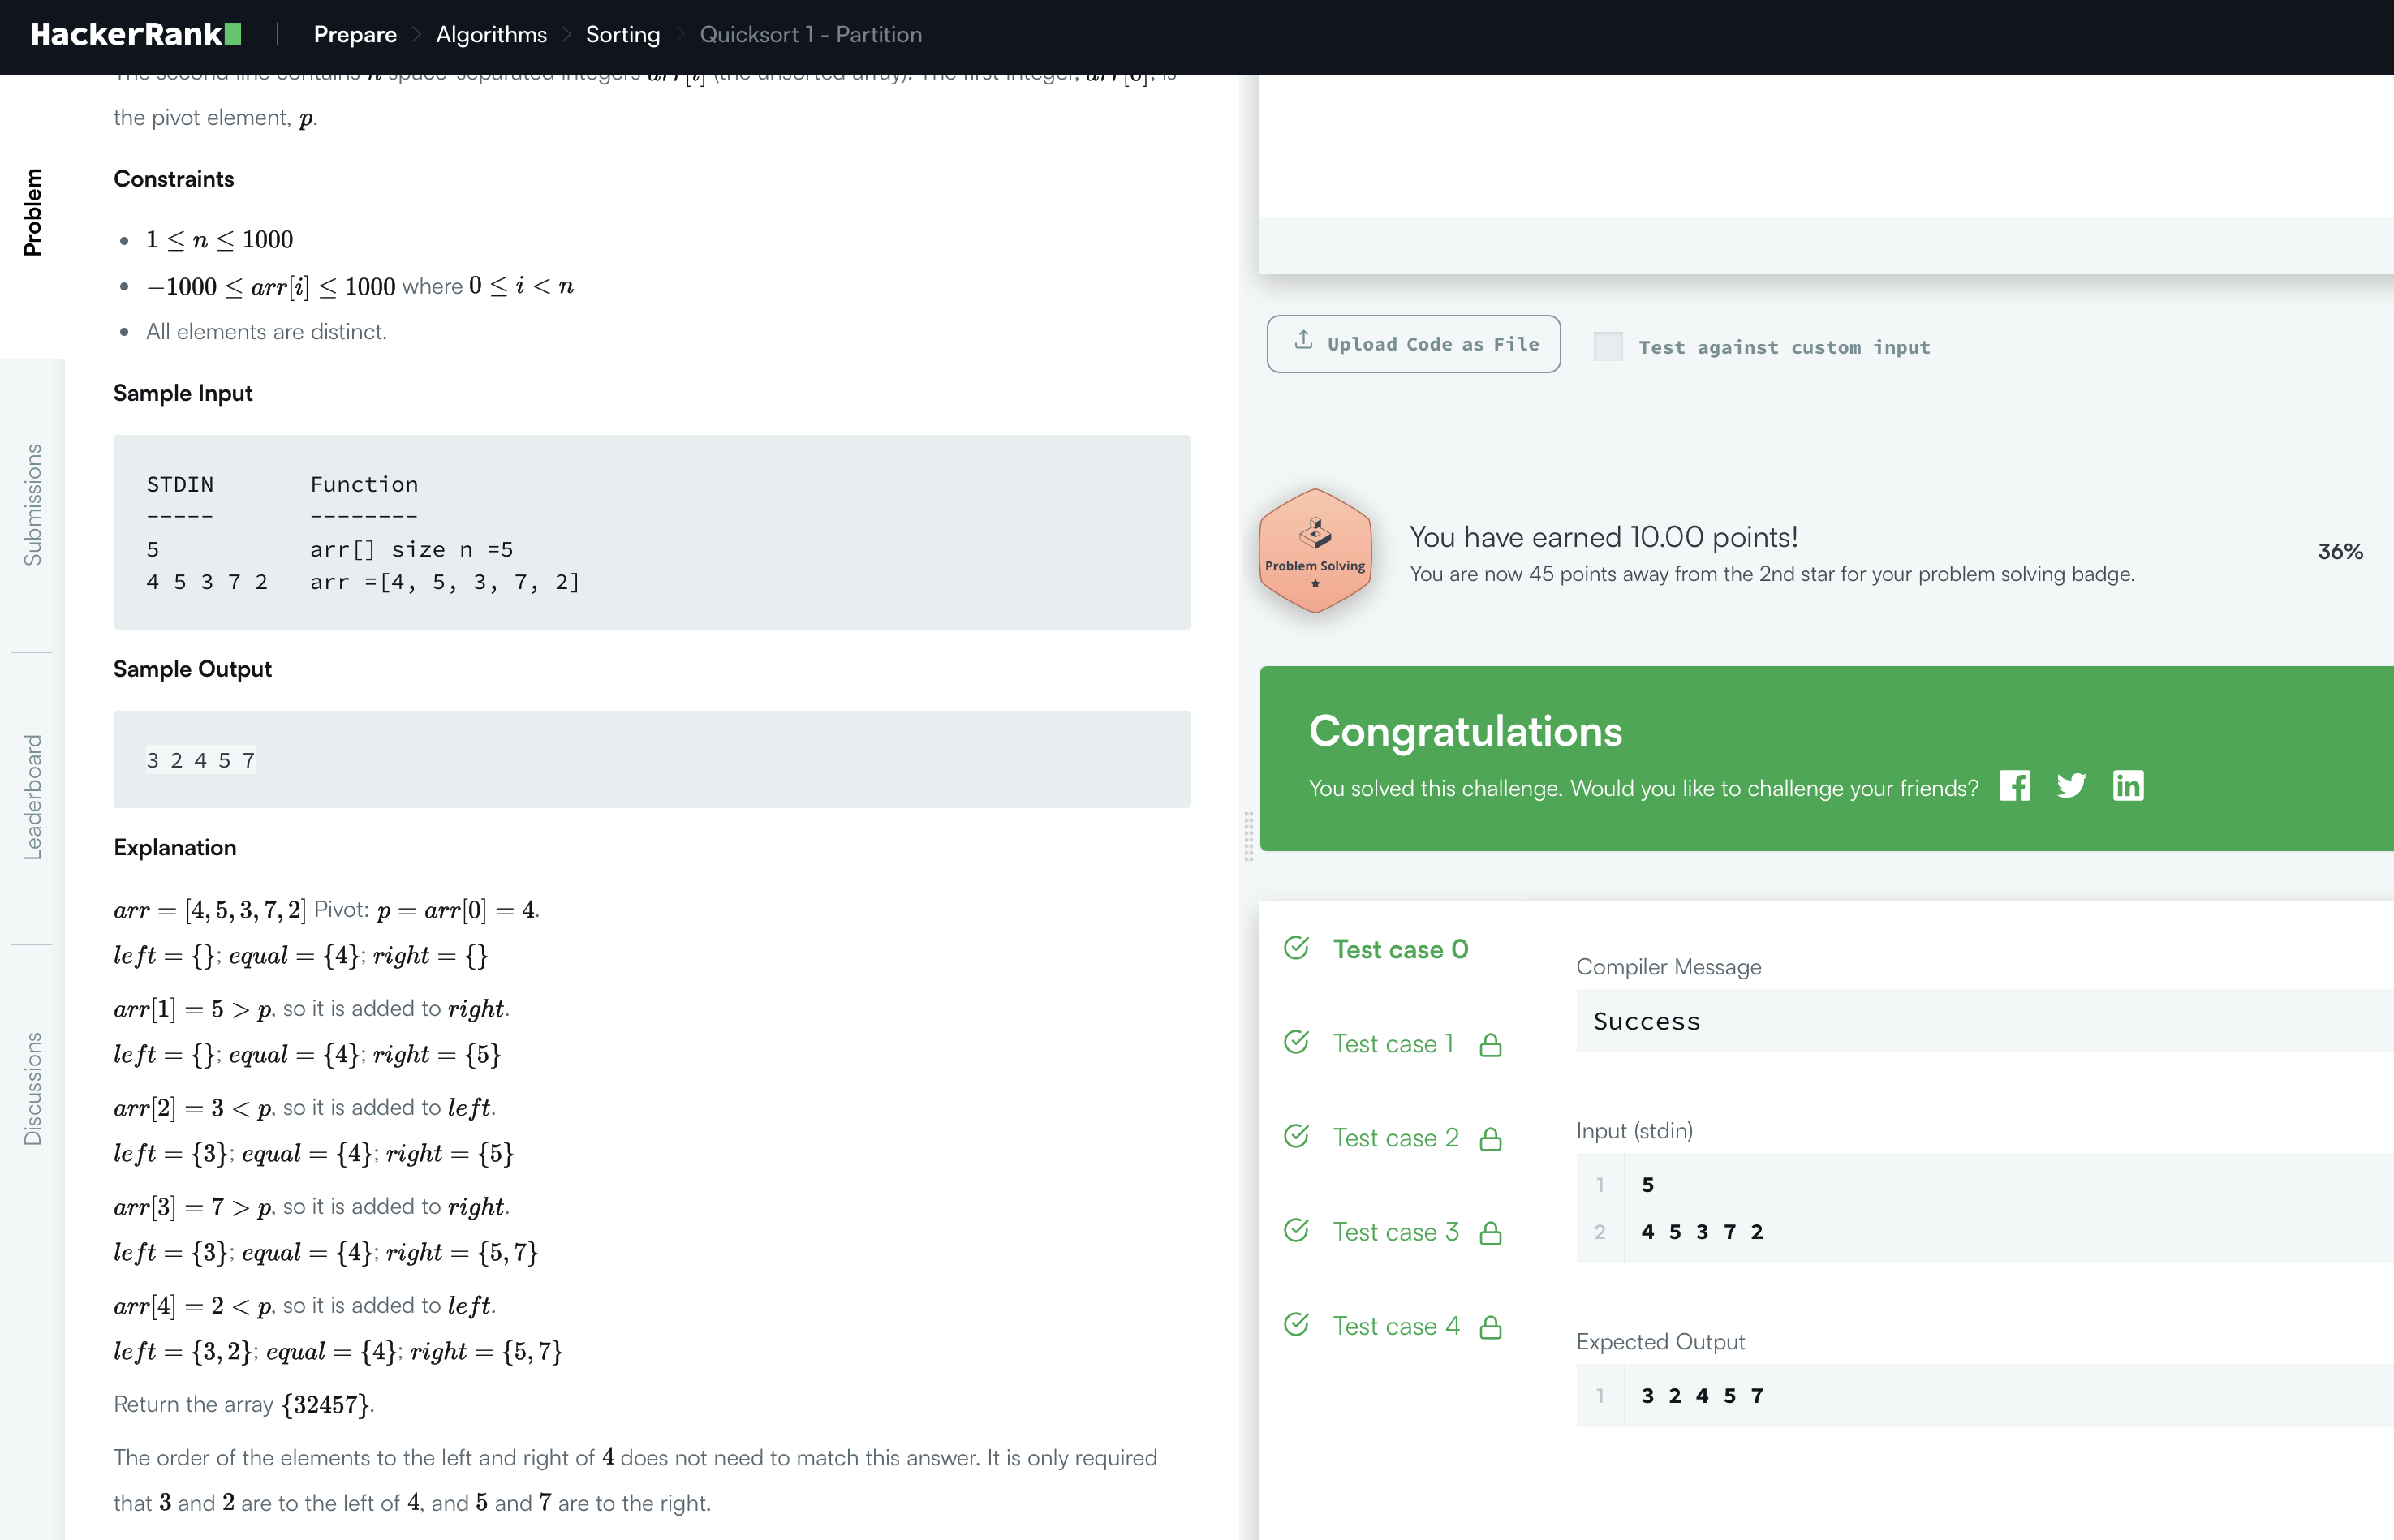 HackerRank
Prepare > Algorithms > Sorting > Quicksort 1 - Partition
Problem
Submissions
Leaderboard
Discussions
The second line contains n space-separated integers arr[i] (the unsorted array). The first integer, arr[0], is
the pivot element, p.
Constraints
• 1 ≤ n ≤ 1000
• −1000 ≤ arr[i] ≤ 1000 where 0 ≤ i < n
• All elements are distinct.
Sample Input
STDIN       Function
-----       --------
5           arr[] size n =5
4 5 3 7 2   arr =[4, 5, 3, 7, 2]
Sample Output
3 2 4 5 7
Explanation
arr = [4, 5, 3, 7, 2] Pivot: p = arr[0] = 4.
left = {}; equal = {4}; right = {}
arr[1] = 5 > p, so it is added to right.
left = {}; equal = {4}; right = {5}
arr[2] = 3 < p, so it is added to left.
left = {3}; equal = {4}; right = {5}
arr[3] = 7 > p, so it is added to right.
left = {3}; equal = {4}; right = {5, 7}
arr[4] = 2 < p, so it is added to left.
left = {3, 2}; equal = {4}; right = {5, 7}
Return the array {32457}.
The order of the elements to the left and right of 4 does not need to match this answer. It is only required
that 3 and 2 are to the left of 4, and 5 and 7 are to the right.
Upload Code as File
Test against custom input
Problem Solving
You have earned 10.00 points!
You are now 45 points away from the 2nd star for your problem solving badge.
36%
Congratulations
You solved this challenge. Would you like to challenge your friends?
Test case 0
Test case 1
Test case 2
Test case 3
Test case 4
Compiler Message
Success
Input (stdin)
1 5
2 4 5 3 7 2
Expected Output
1 3 2 4 5 7